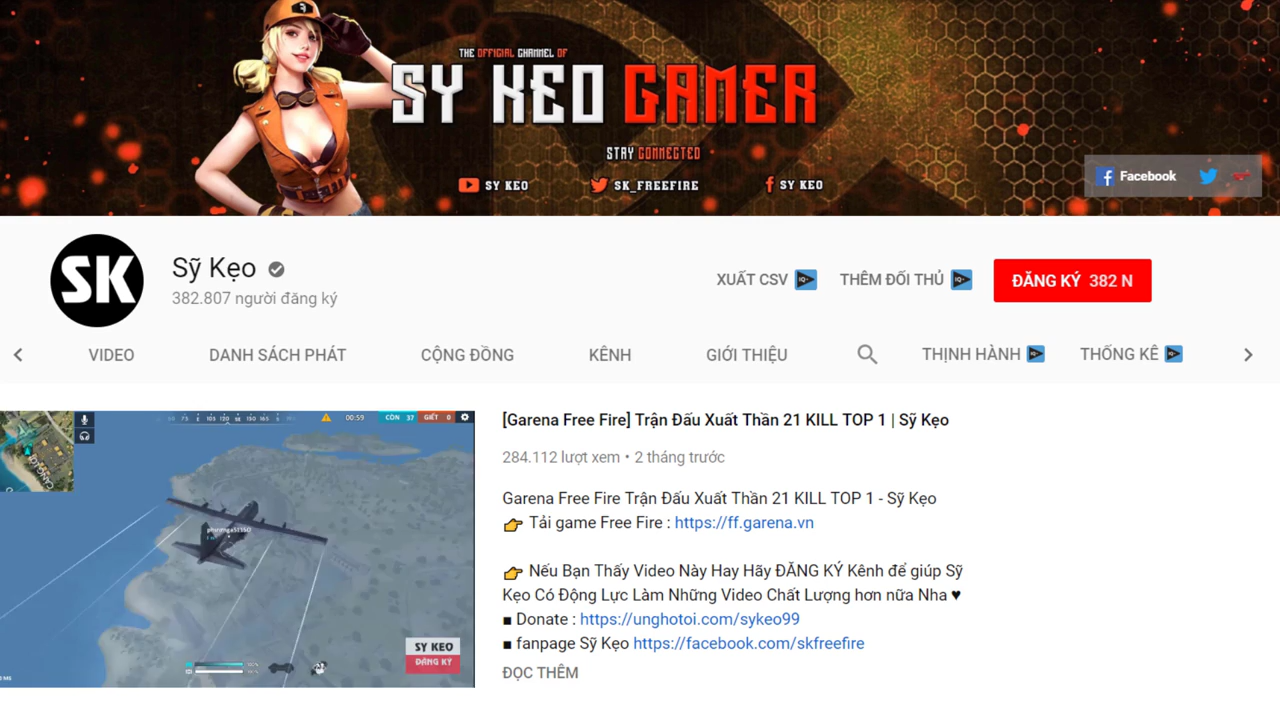 THE OFFICIAL CHANNEL OF
SY KEO GAMER
STAY CONNECTED
SY KEO
SK_FREEFIRE
SY KEO
Facebook
SK
Sỹ Kẹo
382.807 người đăng ký
XUẤT CSV
THÊM ĐỐI THỦ
ĐĂNG KÝ 382 N
VIDEO
DANH SÁCH PHÁT
CỘNG ĐỒNG
KÊNH
GIỚI THIỆU
THỊNH HÀNH
THỐNG KÊ
00:59
CÒN 37
GIẾT 0
SY KEO
ĐĂNG KÝ
[Garena Free Fire] Trận Đấu Xuất Thần 21 KILL TOP 1 | Sỹ Kẹo
284.112 lượt xem • 2 tháng trước
Garena Free Fire Trận Đấu Xuất Thần 21 KILL TOP 1 - Sỹ Kẹo
👉 Tải game Free Fire : https://ff.garena.vn
👉 Nếu Bạn Thấy Video Này Hay Hãy ĐĂNG KÝ Kênh để giúp Sỹ
Kẹo Có Động Lực Làm Những Video Chất Lượng hơn nữa Nha ♥
■ Donate : https://unghotoi.com/sykeo99
■ fanpage Sỹ Kẹo https://facebook.com/skfreefire
ĐỌC THÊM